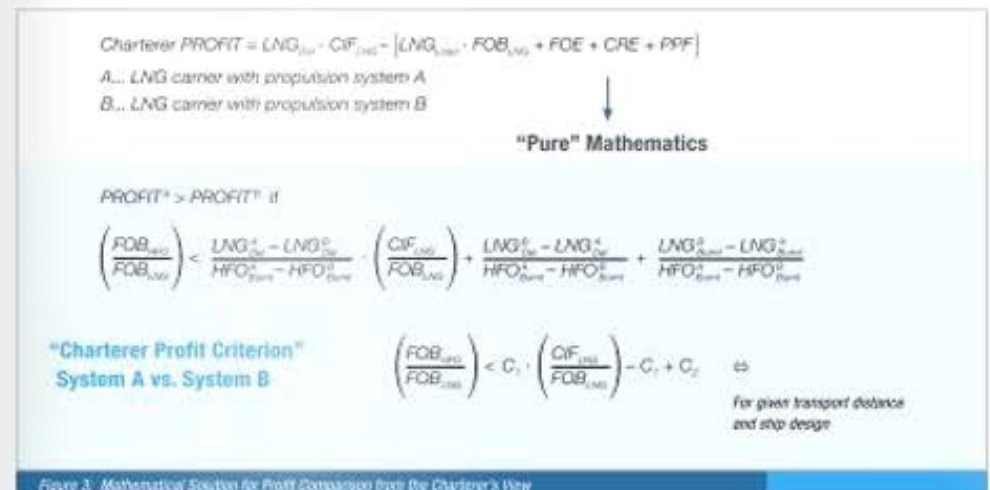 Charterer PROFIT = LNG_Del · CIF_LNG − [LNG_Load · FOB_LNG + FOE + CRE + PPF]
A... LNG carrier with propulsion system A
B... LNG carrier with propulsion system B
"Pure" Mathematics
PROFIT^A > PROFIT^B if
(FOB_HFO / FOB_LNG) < (LNG^A_Del − LNG^B_Del) / (HFO^A_Burnt − HFO^B_Burnt) · (CIF_LNG / FOB_LNG) + (LNG^B_Del − LNG^A_Del) / (HFO^A_Burnt − HFO^B_Burnt) + (LNG^B_Burnt − LNG^A_Burnt) / (HFO^A_Burnt − HFO^B_Burnt)
"Charterer Profit Criterion"
System A vs. System B
(FOB_HFO / FOB_LNG) < C₁ · (CIF_LNG / FOB_LNG) − C₁ + C₂ ⇔
For given transport distance
and ship design
Figure 3: Mathematical Solution for Profit Comparison from the Charterer's View